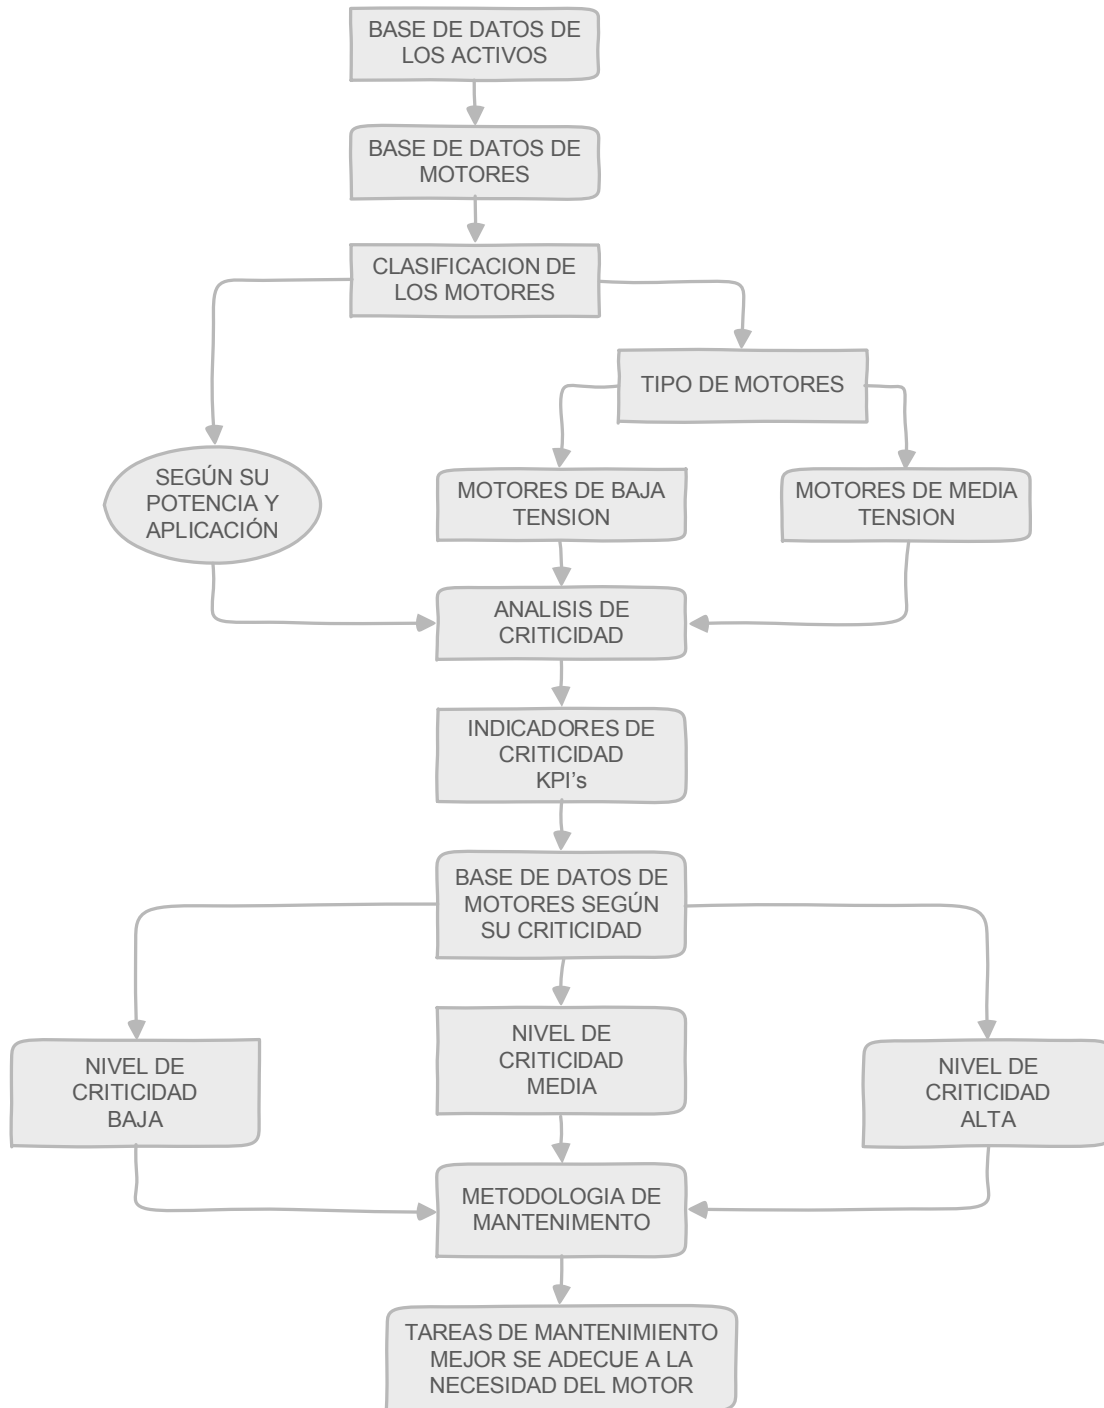 BASE DE DATOS DE
LOS ACTIVOS
BASE DE DATOS DE
MOTORES
CLASIFICACION DE
LOS MOTORES
TIPO DE MOTORES
SEGÚN SU
POTENCIA Y
APLICACIÓN
MOTORES DE BAJA
TENSION
MOTORES DE MEDIA
TENSION
ANALISIS DE
CRITICIDAD
INDICADORES DE
CRITICIDAD
KPI's
BASE DE DATOS DE
MOTORES SEGÚN
SU CRITICIDAD
NIVEL DE
CRITICIDAD
BAJA
NIVEL DE
CRITICIDAD
MEDIA
NIVEL DE
CRITICIDAD
ALTA
METODOLOGIA DE
MANTENIMENTO
TAREAS DE MANTENIMIENTO
MEJOR SE ADECUE A LA
NECESIDAD DEL MOTOR